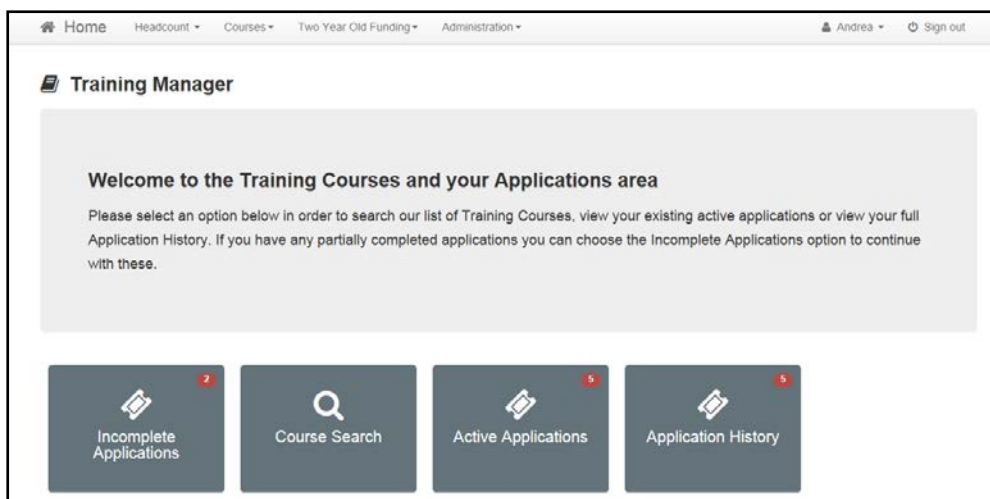 Home Headcount Courses Two Year Old Funding Administration Andrea Sign out
Training Manager
Welcome to the Training Courses and your Applications area
Please select an option below in order to search our list of Training Courses, view your existing active applications or view your full
Application History. If you have any partially completed applications you can choose the Incomplete Applications option to continue
with these.
2
Incomplete
Applications
Course Search
5
Active Applications
5
Application History